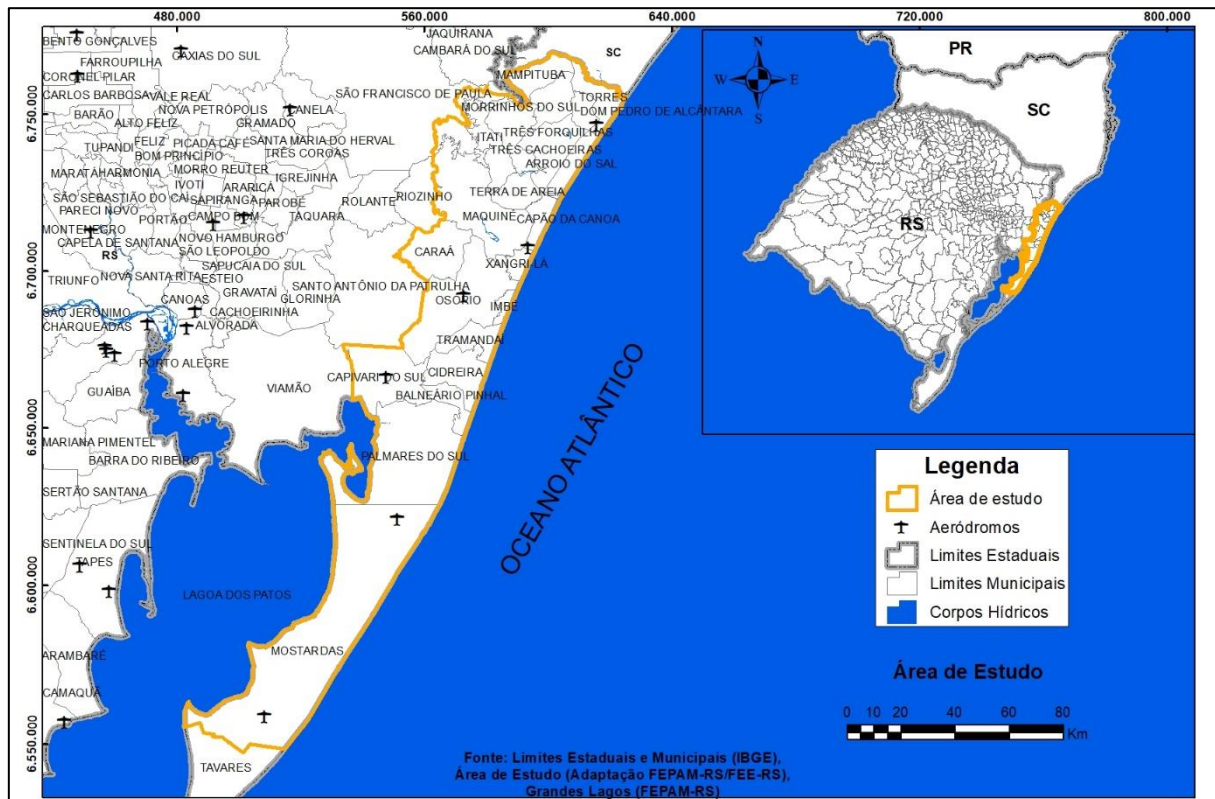 480.000
560.000
640.000
720.000
800.000
6.750.000
6.700.000
6.650.000
6.600.000
6.550.000
BENTO GONÇALVES
CAXIAS DO SUL
JAQUIRANA
CAMBARÁ DO SUL
SC
FARROUPILHA
CORONEL PILAR
MAMPITUBA
CARLOS BARBOSA
VALE REAL
SÃO FRANCISCO DE PAULA
TORRES
NOVA PETRÓPOLIS
CANELA
MORRINHOS DO SUL
DOM PEDRO DE ALCÂNTARA
BARÃO
ALTO FELIZ
GRAMADO
TRÊS FORQUILHAS
FELIZ
PICADA CAFÉ
SANTA MARIA DO HERVAL
ITATI
TUPANDI
BOM PRINCÍPIO
TRÊS COROAS
TRÊS CACHOEIRAS
MORRO REUTER
ARROIO DO SAL
MARATÁ
HARMONIA
IGREJINHA
IVOTI
ARARICÁ
TERRA DE AREIA
SÃO SEBASTIÃO DO CAÍ
SAPIRANGA
PAROBÉ
ROLANTE
RIOZINHO
PARECI NOVO
PORTÃO
CAMPO BOM
TAQUARA
MAQUINÉ
CAPÃO DA CANOA
MONTENEGRO
NOVO HAMBURGO
CAPELA DE SANTANA
SÃO LEOPOLDO
CARAÁ
RS
SAPUCAIA DO SUL
XANGRI-LÁ
TRIUNFO
NOVA SANTA RITA
ESTEIO
GRAVATAÍ
SANTO ANTÔNIO DA PATRULHA
GLORINHA
OSÓRIO
IMBÉ
CANOAS
SÃO JERÔNIMO
CACHOEIRINHA
CHARQUEADAS
ALVORADA
TRAMANDAÍ
PORTO ALEGRE
CIDREIRA
GUAÍBA
VIAMÃO
CAPIVARI DO SUL
BALNEÁRIO PINHAL
MARIANA PIMENTEL
BARRA DO RIBEIRO
PALMARES DO SUL
SERTÃO SANTANA
SENTINELA DO SUL
TAPES
LAGOA DOS PATOS
MOSTARDAS
ARAMBARÉ
CAMAQUÃ
TAVARES
OCEANO ATLÂNTICO
N
W
E
S
PR
SC
RS
Legenda
Área de estudo
Aeródromos
Limites Estaduais
Limites Municipais
Corpos Hídricos
Área de Estudo
0 10 20 40 60 80
Km
Fonte: Limites Estaduais e Municipais (IBGE),
Área de Estudo (Adaptação FEPAM-RS/FEE-RS),
Grandes Lagos (FEPAM-RS)